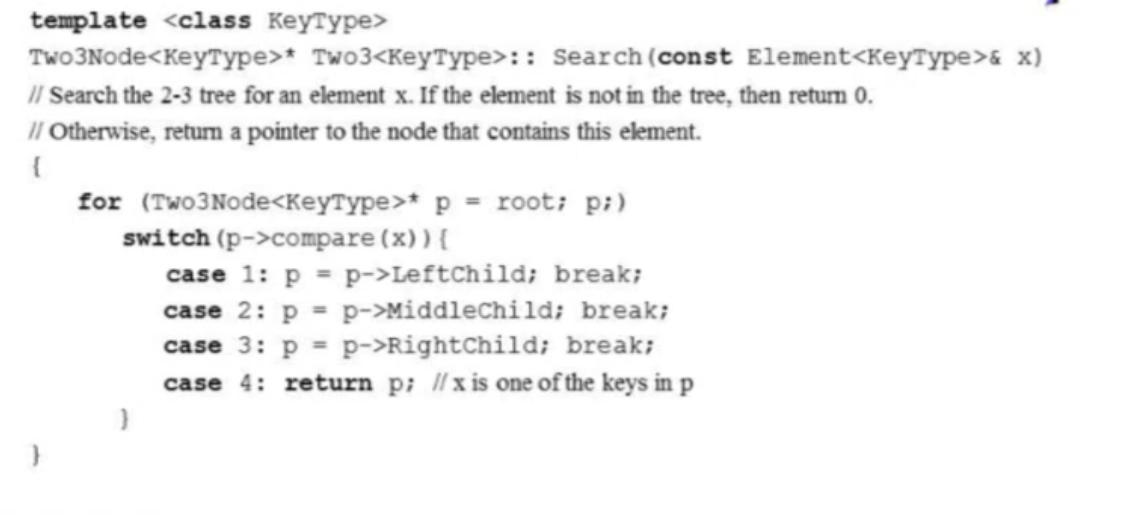 template <class KeyType>
Two3Node<KeyType>* Two3<KeyType>:: Search(const Element<KeyType>& x)
// Search the 2-3 tree for an element x. If the element is not in the tree, then return 0.
// Otherwise, return a pointer to the node that contains this element.
{
for (Two3Node<KeyType>* p = root; p;)
switch(p->compare(x)){
case 1: p = p->LeftChild; break;
case 2: p = p->MiddleChild; break;
case 3: p = p->RightChild; break;
case 4: return p; // x is one of the keys in p
}
}